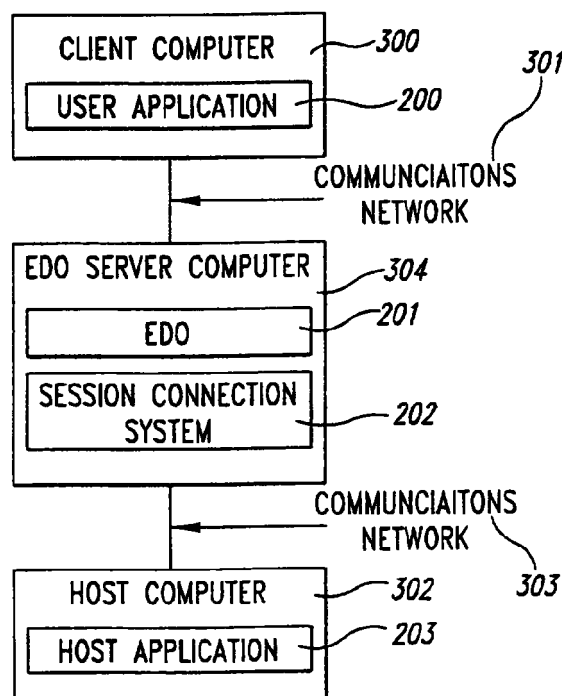 CLIENT COMPUTER
300
USER APPLICATION
200
301
COMMUNCIAITONS
NETWORK
EDO SERVER COMPUTER
304
EDO
201
SESSION CONNECTION
SYSTEM
202
COMMUNCIAITONS
NETWORK
303
HOST COMPUTER
302
HOST APPLICATION
203